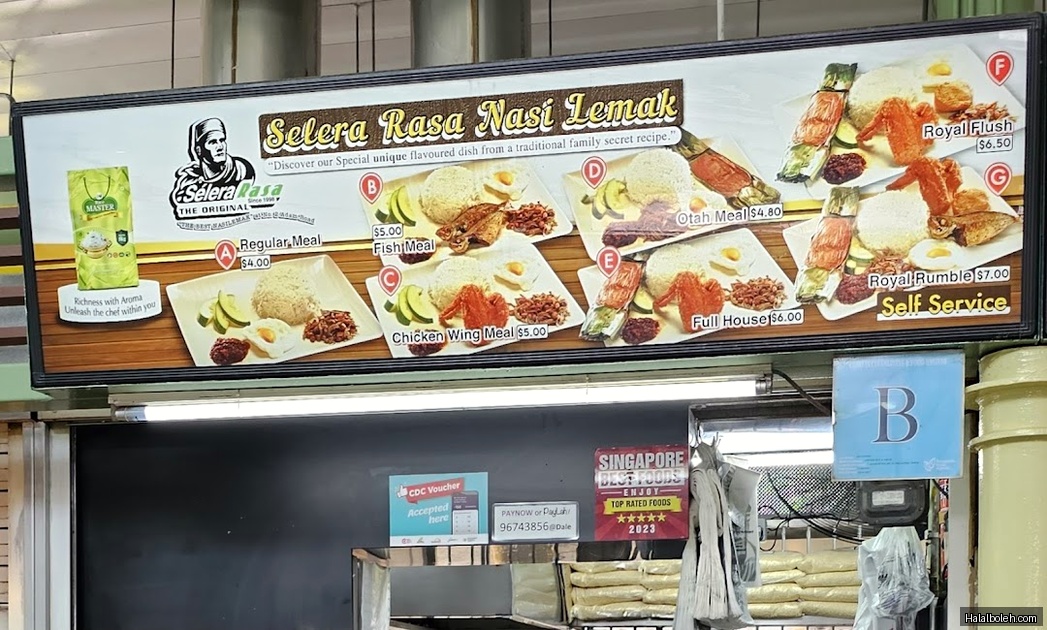 Selera Rasa Nasi Lemak
"Discover our Special unique flavoured dish from a traditional family secret recipe."
Sélera Rasa
Since 1998
THE ORIGINAL
MASTER
Richness with Aroma
Unleash the chef within you
A
Regular Meal
$4.00
B
$5.00
Fish Meal
C
Chicken Wing Meal $5.00
D
Otah Meal $4.80
E
Full House $6.00
F
Royal Flush
$6.50
G
Royal Rumble $7.00
Self Service
B
CDC Voucher
Accepted
here
PAYNOW or PayLah!
96743856@Dale
SINGAPORE
BEST FOODS
ENJOY
TOP RATED FOODS
2023
Halalboleh.com